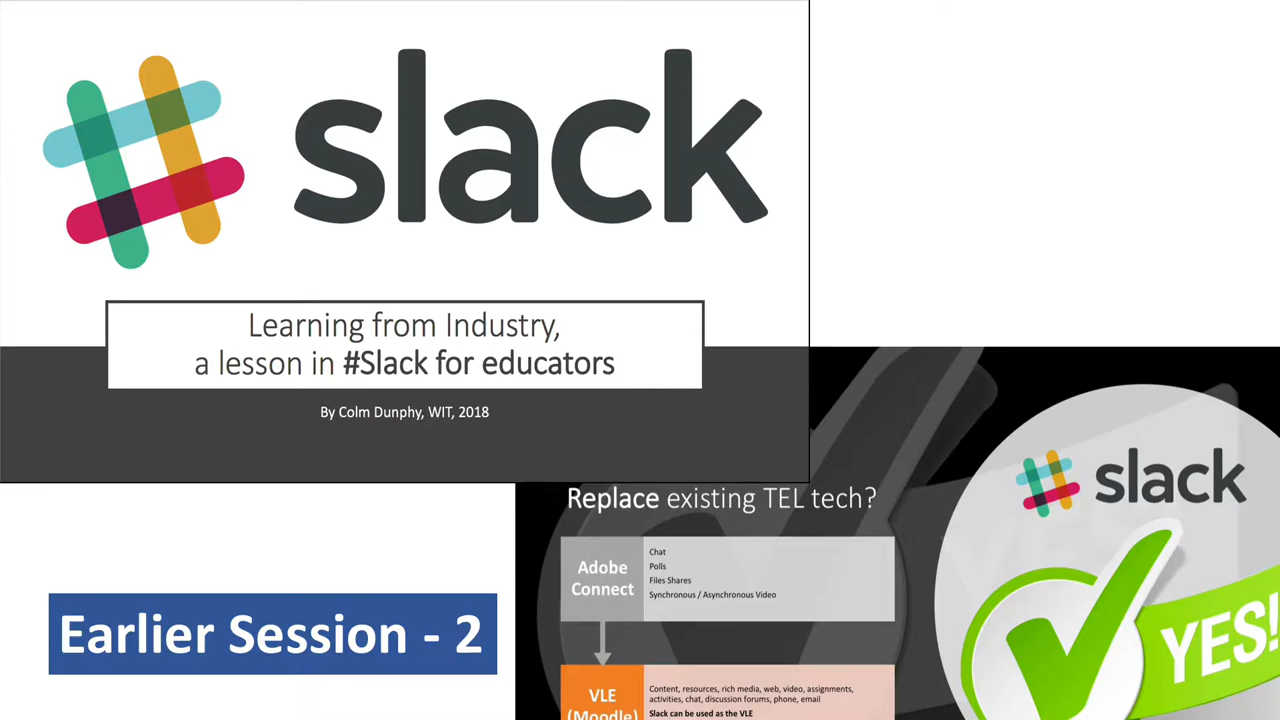 slack
Learning from Industry,
a lesson in #Slack for educators
By Colm Dunphy, WIT, 2018
slack
Replace existing TEL tech?
Adobe
Connect
Chat
Polls
Files Shares
Synchronous / Asynchronous Video
YES!
Earlier Session - 2
VLE
(Moodle)
Content, resources, rich media, web, video, assignments,
activities, chat, discussion forums, phone, email
Slack can be used as the VLE